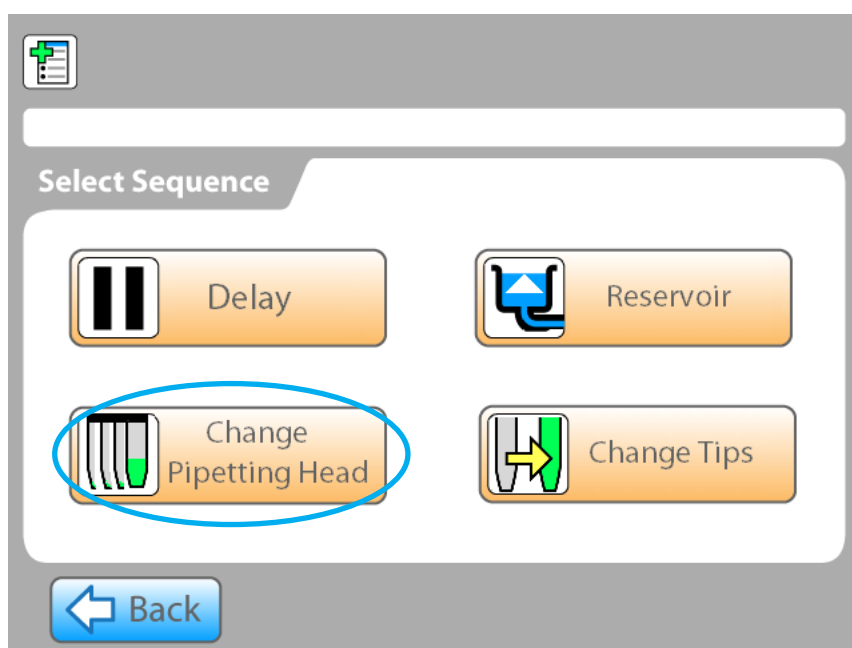 Select Sequence
Delay
Reservoir
Change
Pipetting Head
Change Tips
Back